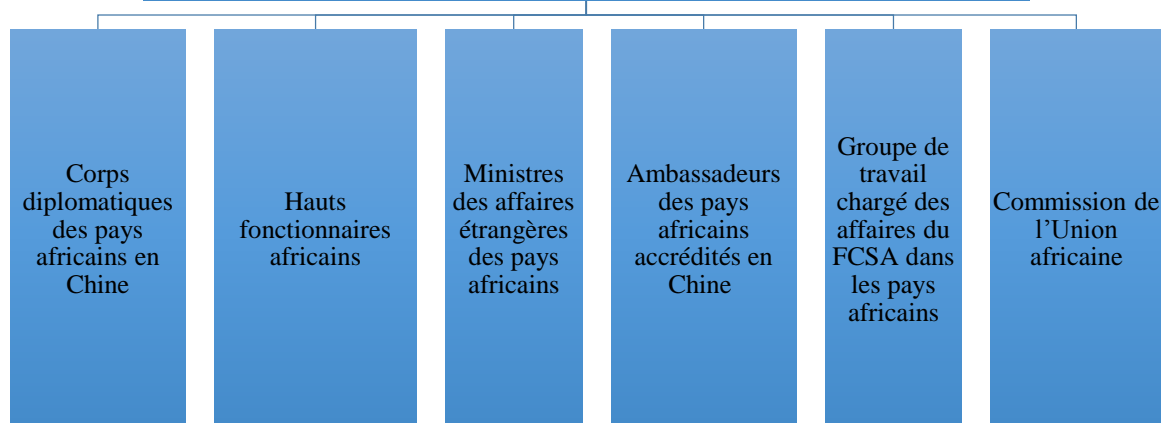 Corps
diplomatiques
des pays
africains en
Chine
Hauts
fonctionnaires
africains
Ministres
des affaires
étrangères
des pays
africains
Ambassadeurs
des pays
africains
accrédités en
Chine
Groupe de
travail
chargé des
affaires du
FCSA dans
les pays
africains
Commission de
l’Union
africaine